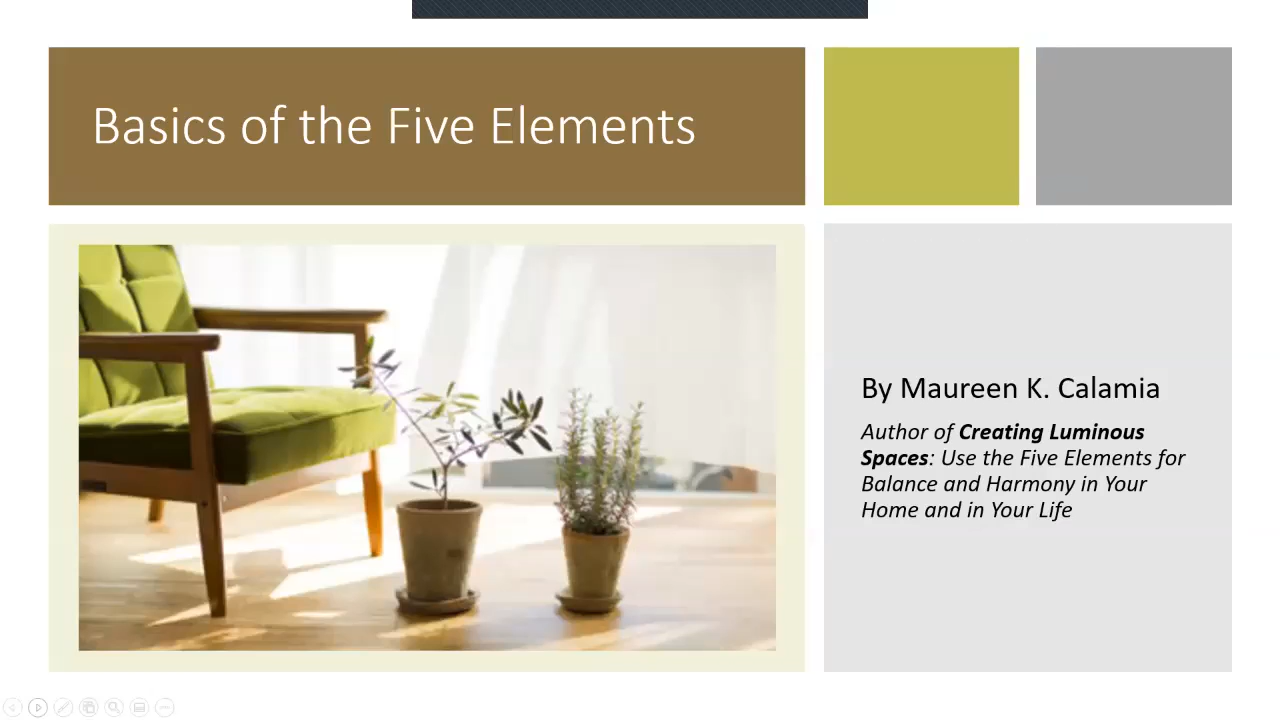 Basics of the Five Elements
By Maureen K. Calamia
Author of Creating Luminous
Spaces: Use the Five Elements for
Balance and Harmony in Your
Home and in Your Life